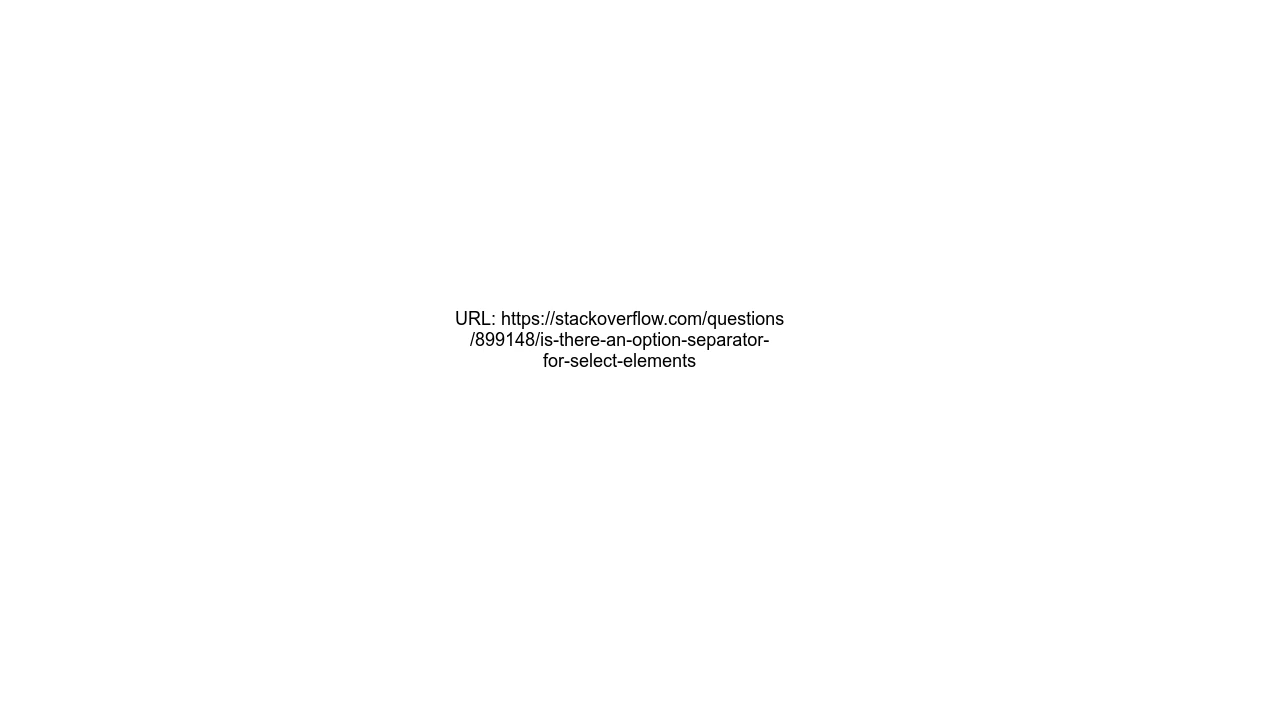 URL: https://stackoverflow.com/questions
/899148/is-there-an-option-separator-
for-select-elements